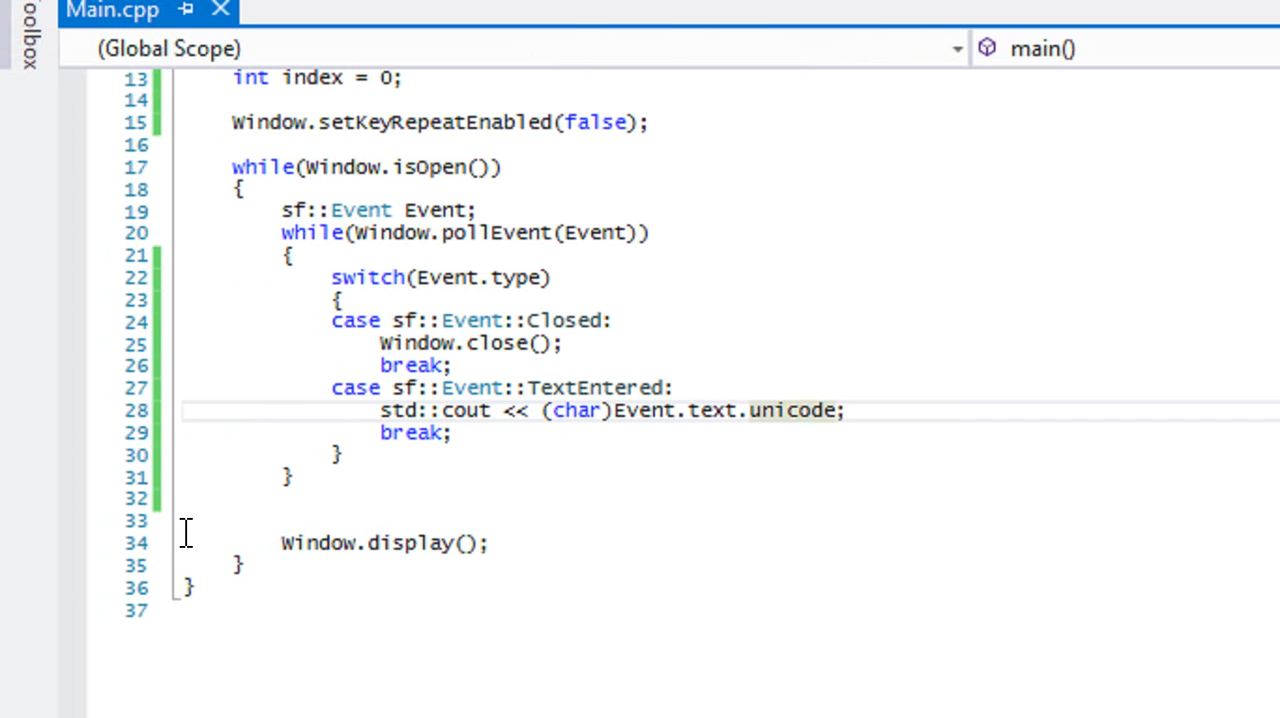 oolbox
Main.cpp
(Global Scope) main()
13 int index = 0;
14
15 Window.setKeyRepeatEnabled(false);
16
17 while(Window.isOpen())
18 {
19 sf::Event Event;
20 while(Window.pollEvent(Event))
21 {
22 switch(Event.type)
23 {
24 case sf::Event::Closed:
25 Window.close();
26 break;
27 case sf::Event::TextEntered:
28 std::cout << (char)Event.text.unicode;
29 break;
30 }
31 }
32
33
34 Window.display();
35 }
36 }
37